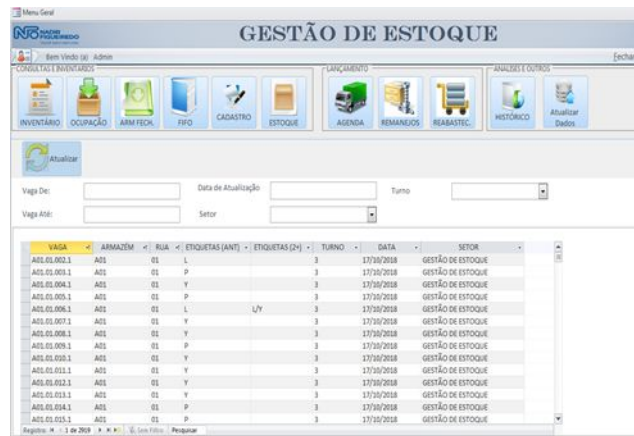 Menu Geral
NADIR FIGUEIREDO
GESTÃO DE ESTOQUE
Bem Vindo (a) Admin
Fechar
CONSULTAS E INVENTÁRIOS
LANÇAMENTO
ANÁLISES E OUTROS
INVENTÁRIO OCUPAÇÃO ARM FECH. FIFO CADASTRO ESTOQUE AGENDA REMANEJOS REABASTEC. HISTÓRICO Atualizar Dados
Atualizar
Vaga De: Data de Atualização Turno
Vaga Até: Setor
VAGA ARMAZÉM RUA ETIQUETAS (ANT) ETIQUETAS (2+) TURNO DATA SETOR
A01.01.002.1 A01 01 L 3 17/10/2018 GESTÃO DE ESTOQUE
A01.01.003.1 A01 01 P 3 17/10/2018 GESTÃO DE ESTOQUE
A01.01.004.1 A01 01 Y 3 17/10/2018 GESTÃO DE ESTOQUE
A01.01.005.1 A01 01 P 3 17/10/2018 GESTÃO DE ESTOQUE
A01.01.006.1 A01 01 L L/Y 3 17/10/2018 GESTÃO DE ESTOQUE
A01.01.007.1 A01 01 Y 3 17/10/2018 GESTÃO DE ESTOQUE
A01.01.008.1 A01 01 Y 3 17/10/2018 GESTÃO DE ESTOQUE
A01.01.009.1 A01 01 P 3 17/10/2018 GESTÃO DE ESTOQUE
A01.01.010.1 A01 01 Y 3 17/10/2018 GESTÃO DE ESTOQUE
A01.01.011.1 A01 01 Y 3 17/10/2018 GESTÃO DE ESTOQUE
A01.01.012.1 A01 01 Y 3 17/10/2018 GESTÃO DE ESTOQUE
A01.01.013.1 A01 01 Y 3 17/10/2018 GESTÃO DE ESTOQUE
A01.01.014.1 A01 01 P 3 17/10/2018 GESTÃO DE ESTOQUE
A01.01.015.1 A01 01 P 3 17/10/2018 GESTÃO DE ESTOQUE
Registro: 1 de 2919 Sem Filtro Pesquisar